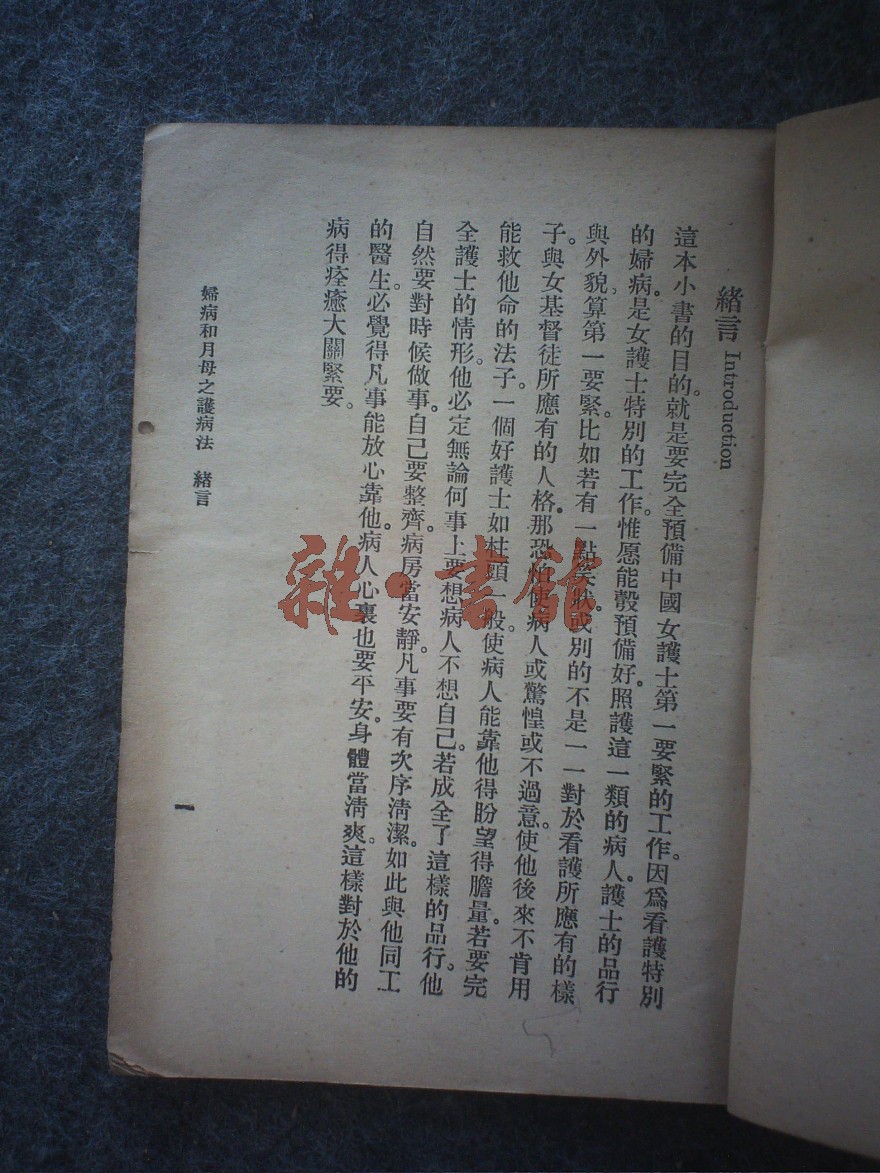 緒言 Introduction
這本小書的目的。就是要完全預備中國女護士第一要緊的工作。因爲看護特別
的婦病。是女護士特別的工作。惟愿能彀預備好。照護這一類的病人。護士的品行
與外貌。算第一要緊。比如若有一點笑狀。或別的不是一一對於看護所應有的樣
子。與女基督徒所應有的人格。那恐怕使病人或驚惶或不過意。使他後來不肯用
能救他命的法子。一個好護士如柱頭一般。使病人能靠他得盼望得膽量。若要完
全護士的情形。他必定無論何事上要想病人不想自己。若成全了這樣的品行。他
自然要對時候做事。自己要整齊。病房當安靜。凡事要有次序清潔。如此與他同工
的醫生。必覺得凡事能放心靠他。病人心裏也要平安。身體當清爽。這樣對於他的
病得痊癒大關緊要。
婦病和月母之護病法 緒言
一
雜·書館